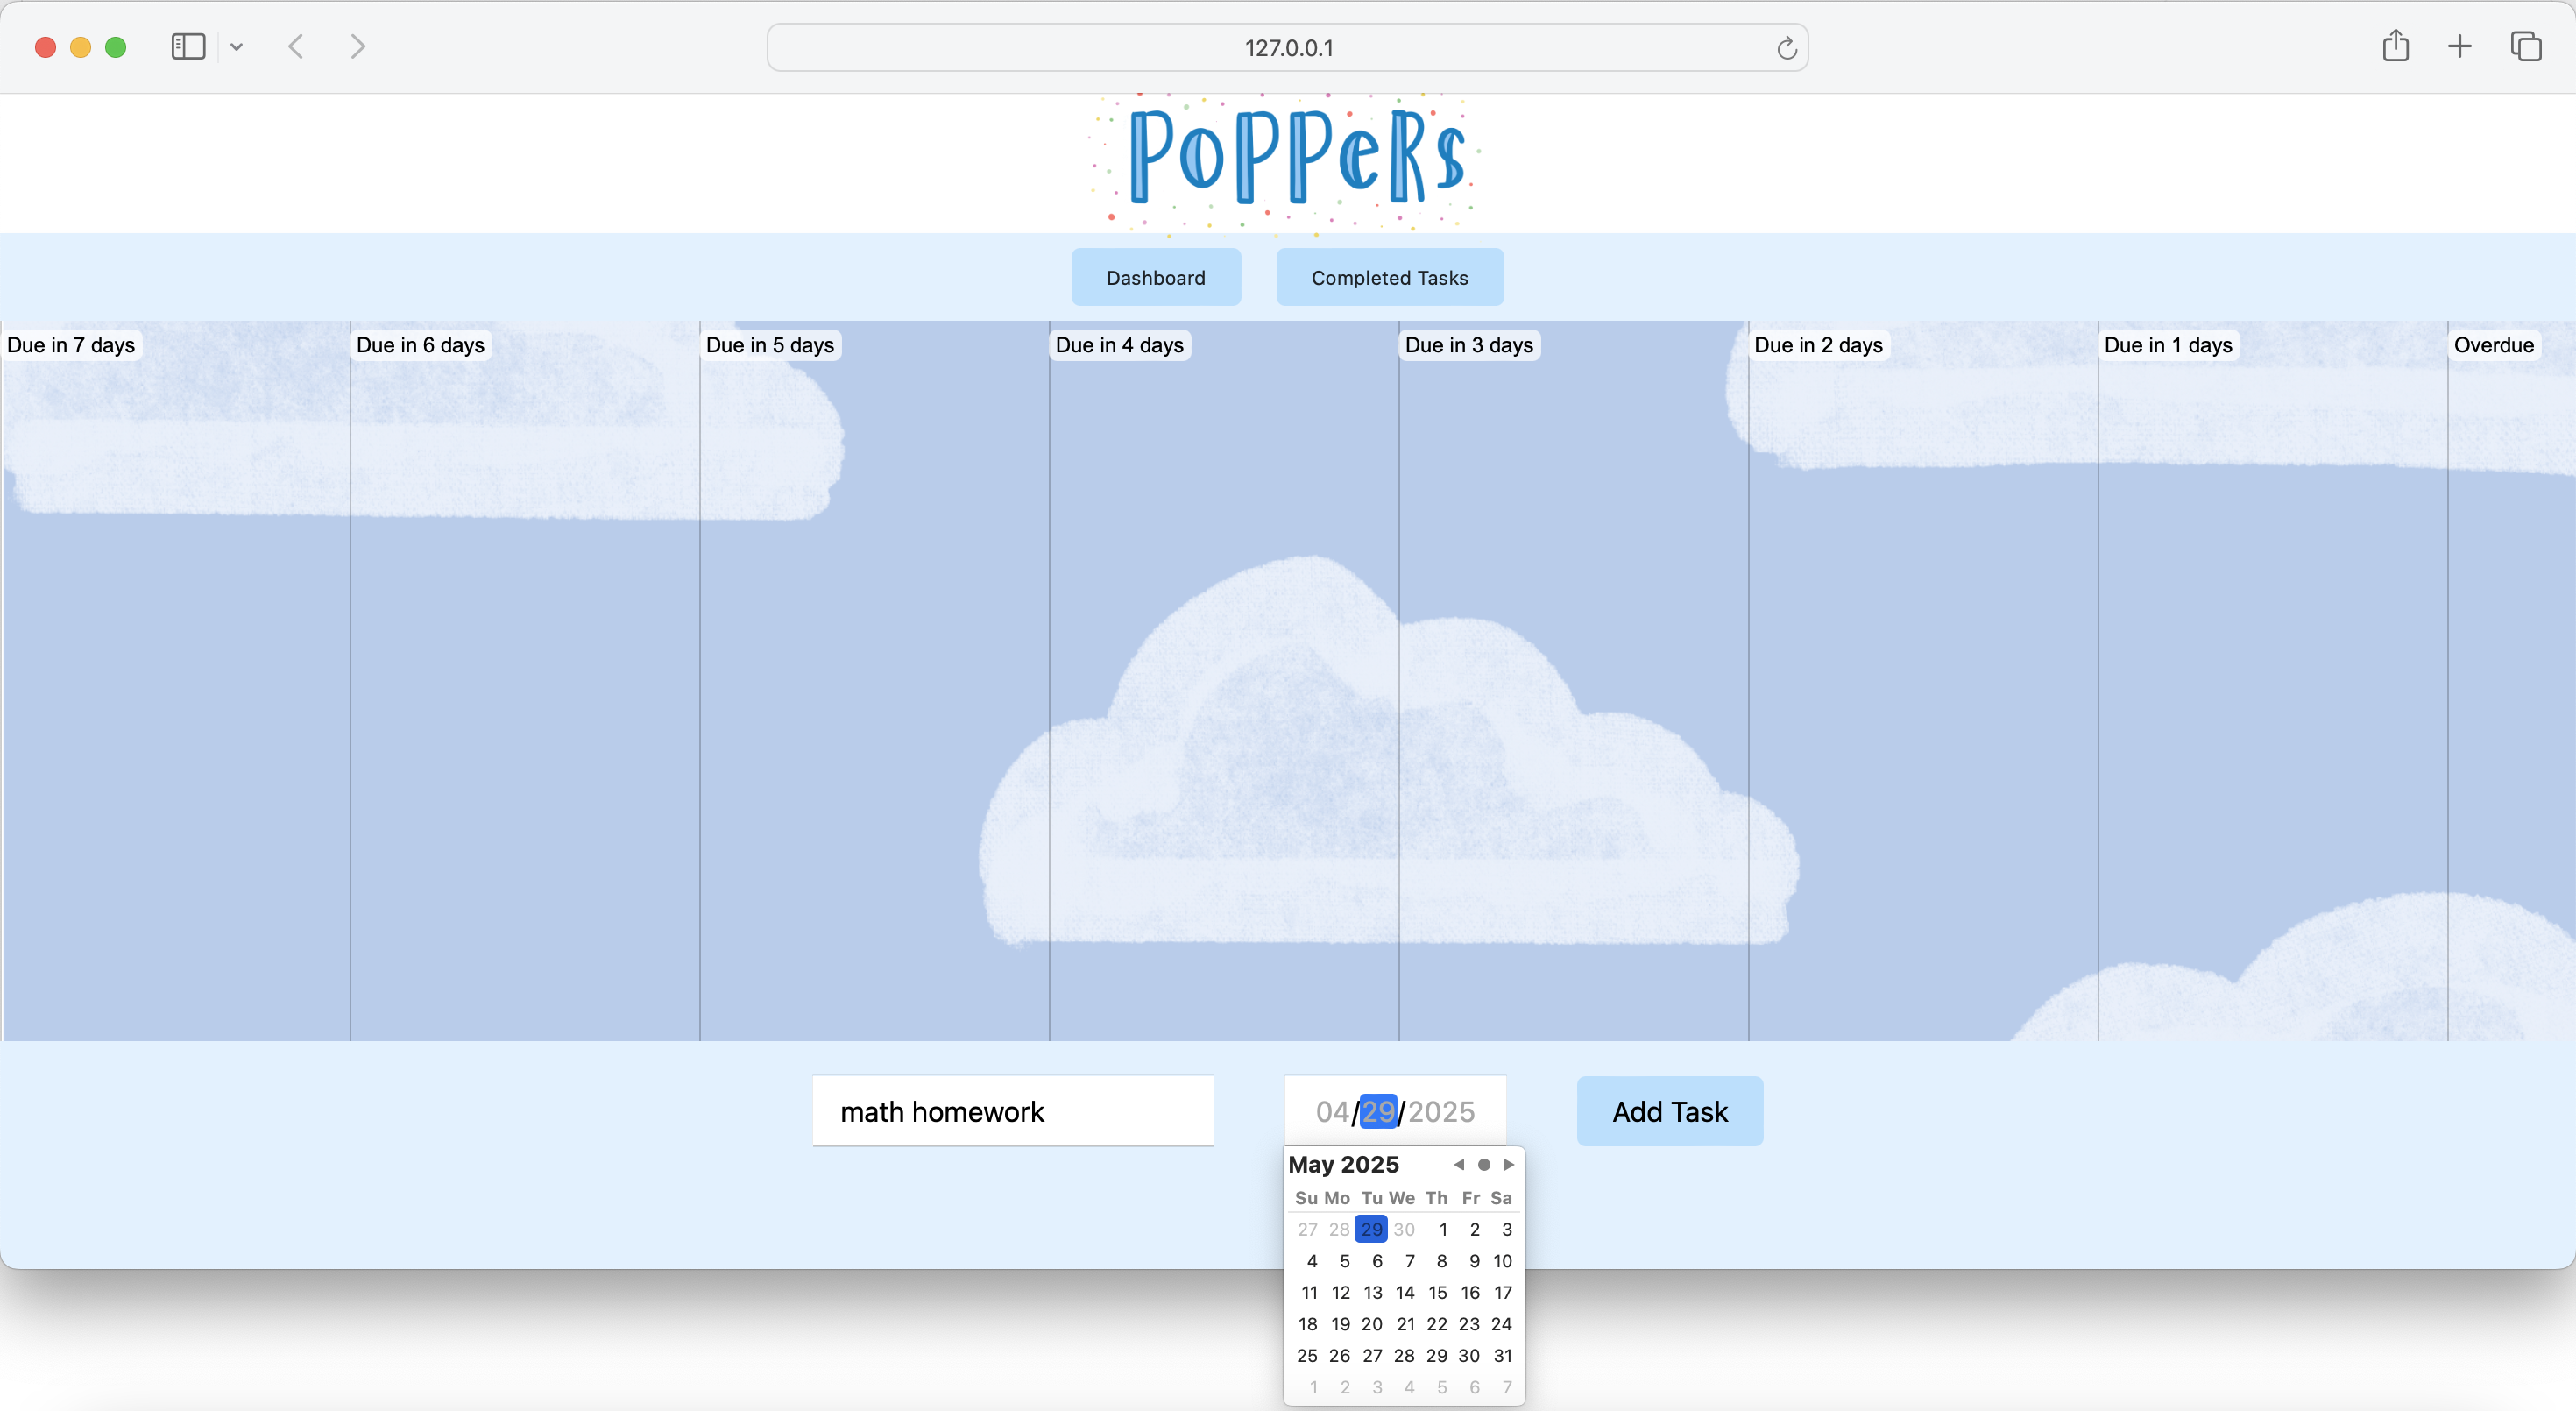 127.0.0.1
PoPPeRs
Dashboard Completed Tasks
Due in 7 days Due in 6 days Due in 5 days Due in 4 days Due in 3 days Due in 2 days Due in 1 days Overdue
math homework 04/29/2025 Add Task
May 2025
Su Mo Tu We Th Fr Sa
27 28 29 30 1 2 3
4 5 6 7 8 9 10
11 12 13 14 15 16 17
18 19 20 21 22 23 24
25 26 27 28 29 30 31
1 2 3 4 5 6 7